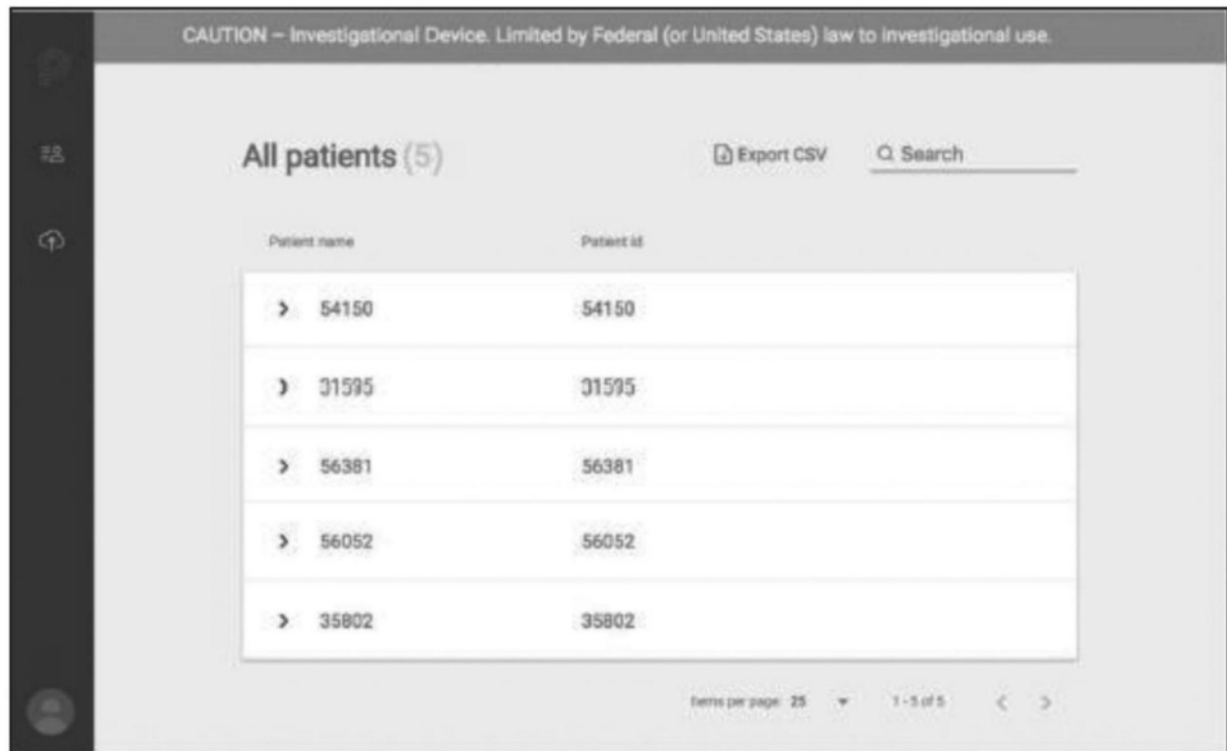 CAUTION – Investigational Device. Limited by Federal (or United States) law to investigational use.
All patients (5)
Export CSV
Search
Patient name Patient id
54150 54150
31595 31595
56381 56381
56052 56052
35802 35802
Items per page: 25 1 - 5 of 5